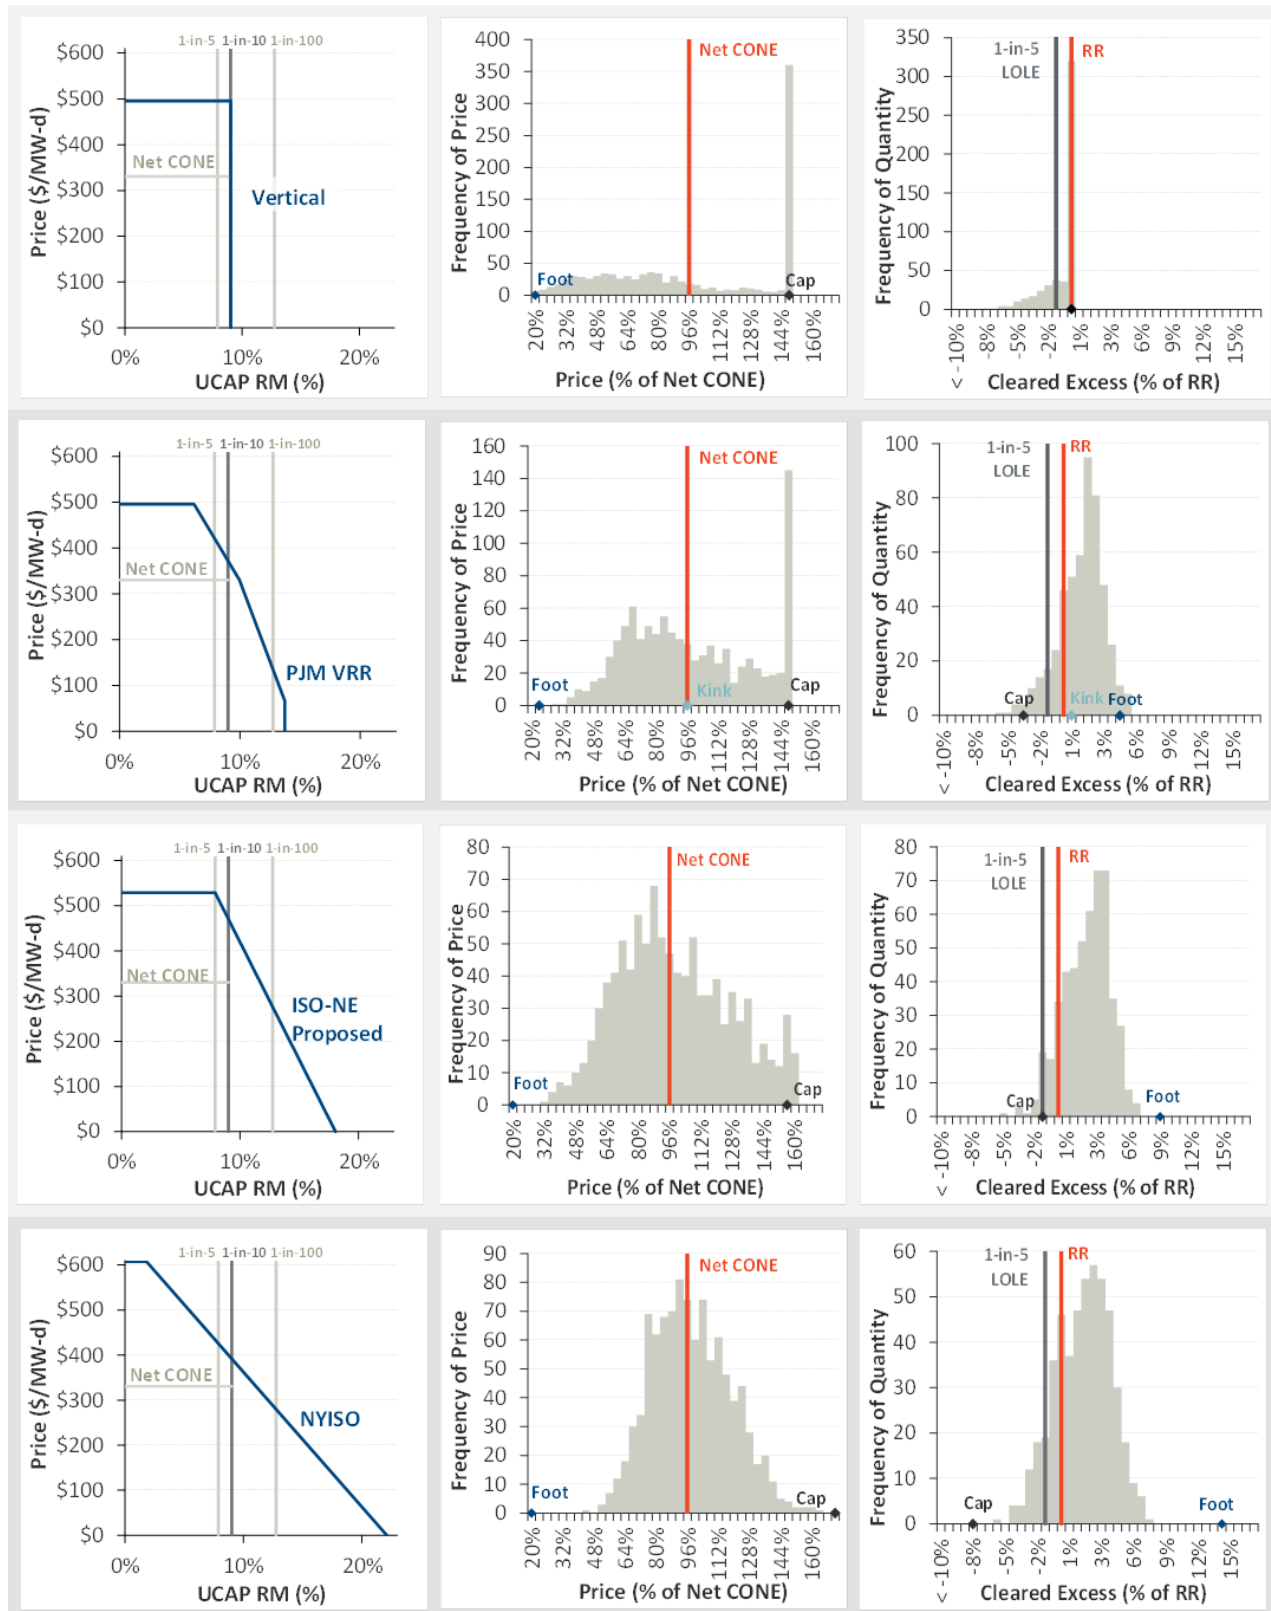 1-in-5 1-in-10 1-in-100
$600
$500
$400
$300
$200
$100
$0
Price ($/MW-d)
Net CONE
Vertical
0% 10% 20%
UCAP RM (%)
400
350
300
250
200
150
100
50
0
Frequency of Price
Net CONE
Foot
Cap
20% 32% 48% 64% 80% 96% 112% 128% 144% 160%
Price (% of Net CONE)
350
300
250
200
150
100
50
0
Frequency of Quantity
1-in-5
LOLE
RR
< -10% -8% -5% -2% 1% 3% 6% 9% 12% 15%
Cleared Excess (% of RR)
1-in-5 1-in-10 1-in-100
$600
$500
$400
$300
$200
$100
$0
Price ($/MW-d)
Net CONE
PJM VRR
0% 10% 20%
UCAP RM (%)
160
140
120
100
80
60
40
20
0
Frequency of Price
Net CONE
Foot
Kink
Cap
20% 32% 48% 64% 80% 96% 112% 128% 144% 160%
Price (% of Net CONE)
100
80
60
40
20
0
Frequency of Quantity
1-in-5
LOLE
RR
Cap
Kink
Foot
< -10% -8% -5% -2% 1% 3% 6% 9% 12% 15%
Cleared Excess (% of RR)
1-in-5 1-in-10 1-in-100
$600
$500
$400
$300
$200
$100
$0
Price ($/MW-d)
Net CONE
ISO-NE
Proposed
0% 10% 20%
UCAP RM (%)
80
70
60
50
40
30
20
10
0
Frequency of Price
Net CONE
Foot
Cap
20% 32% 48% 64% 80% 96% 112% 128% 144% 160%
Price (% of Net CONE)
80
70
60
50
40
30
20
10
0
Frequency of Quantity
1-in-5
LOLE
RR
Cap
Foot
< -10% -8% -5% -2% 1% 3% 6% 9% 12% 15%
Cleared Excess (% of RR)
1-in-5 1-in-10 1-in-100
$600
$500
$400
$300
$200
$100
$0
Price ($/MW-d)
Net CONE
NYISO
0% 10% 20%
UCAP RM (%)
90
80
70
60
50
40
30
20
10
0
Frequency of Price
Net CONE
Foot
Cap
20% 32% 48% 64% 80% 96% 112% 128% 144% 160%
Price (% of Net CONE)
60
50
40
30
20
10
0
Frequency of Quantity
1-in-5
LOLE
RR
Cap
Foot
< -10% -8% -5% -2% 1% 3% 6% 9% 12% 15%
Cleared Excess (% of RR)